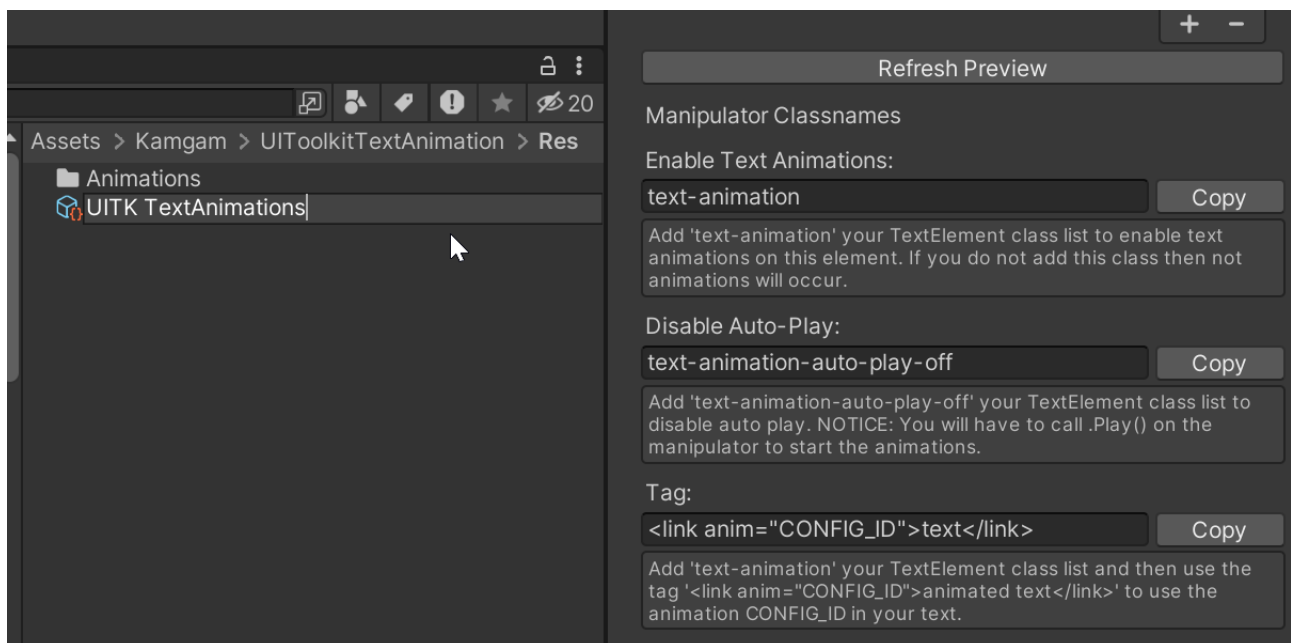 20
Assets > Kamgam > UIToolkitTextAnimation > Res
Animations
UITK TextAnimations
+ −
Refresh Preview
Manipulator Classnames
Enable Text Animations:
text-animation
Copy
Add 'text-animation' your TextElement class list to enable text
animations on this element. If you do not add this class then not
animations will occur.
Disable Auto-Play:
text-animation-auto-play-off
Copy
Add 'text-animation-auto-play-off' your TextElement class list to
disable auto play. NOTICE: You will have to call .Play() on the
manipulator to start the animations.
Tag:
<link anim="CONFIG_ID">text</link>
Copy
Add 'text-animation' your TextElement class list and then use the
tag '<link anim="CONFIG_ID">animated text</link>' to use the
animation CONFIG_ID in your text.